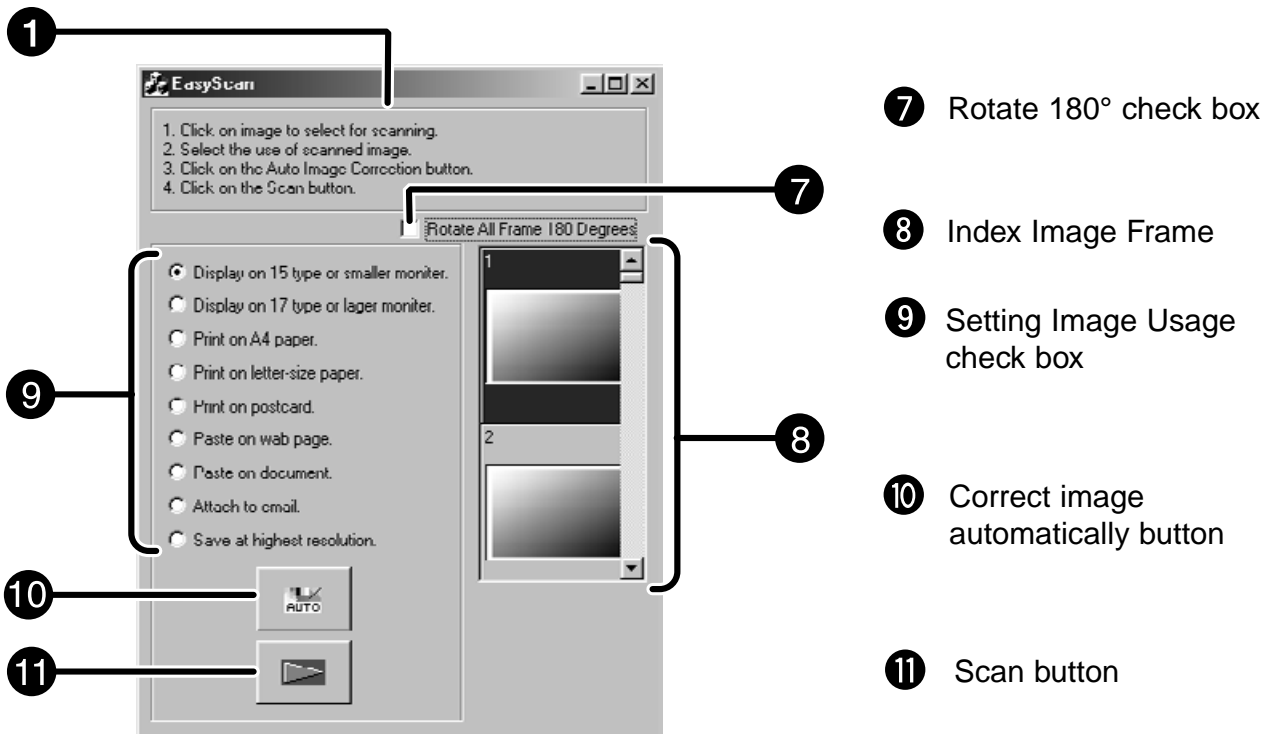 1
EasyScan
1. Click on image to select for scanning.
2. Select the use of scanned image.
3. Click on the Auto Image Correction button.
4. Click on the Scan button.
7
Rotate All Frame 180 Degrees
9
Display on 15 type or smaller moniter.
Display on 17 type or lager moniter.
Print on A4 paper.
Print on letter-size paper.
Print on postcard.
Paste on wab page.
Paste on document.
Attach to email.
Save at highest resolution.
1
2
8
10
AUTO
11
7 Rotate 180° check box
8 Index Image Frame
9 Setting Image Usage
check box
10 Correct image
automatically button
11 Scan button